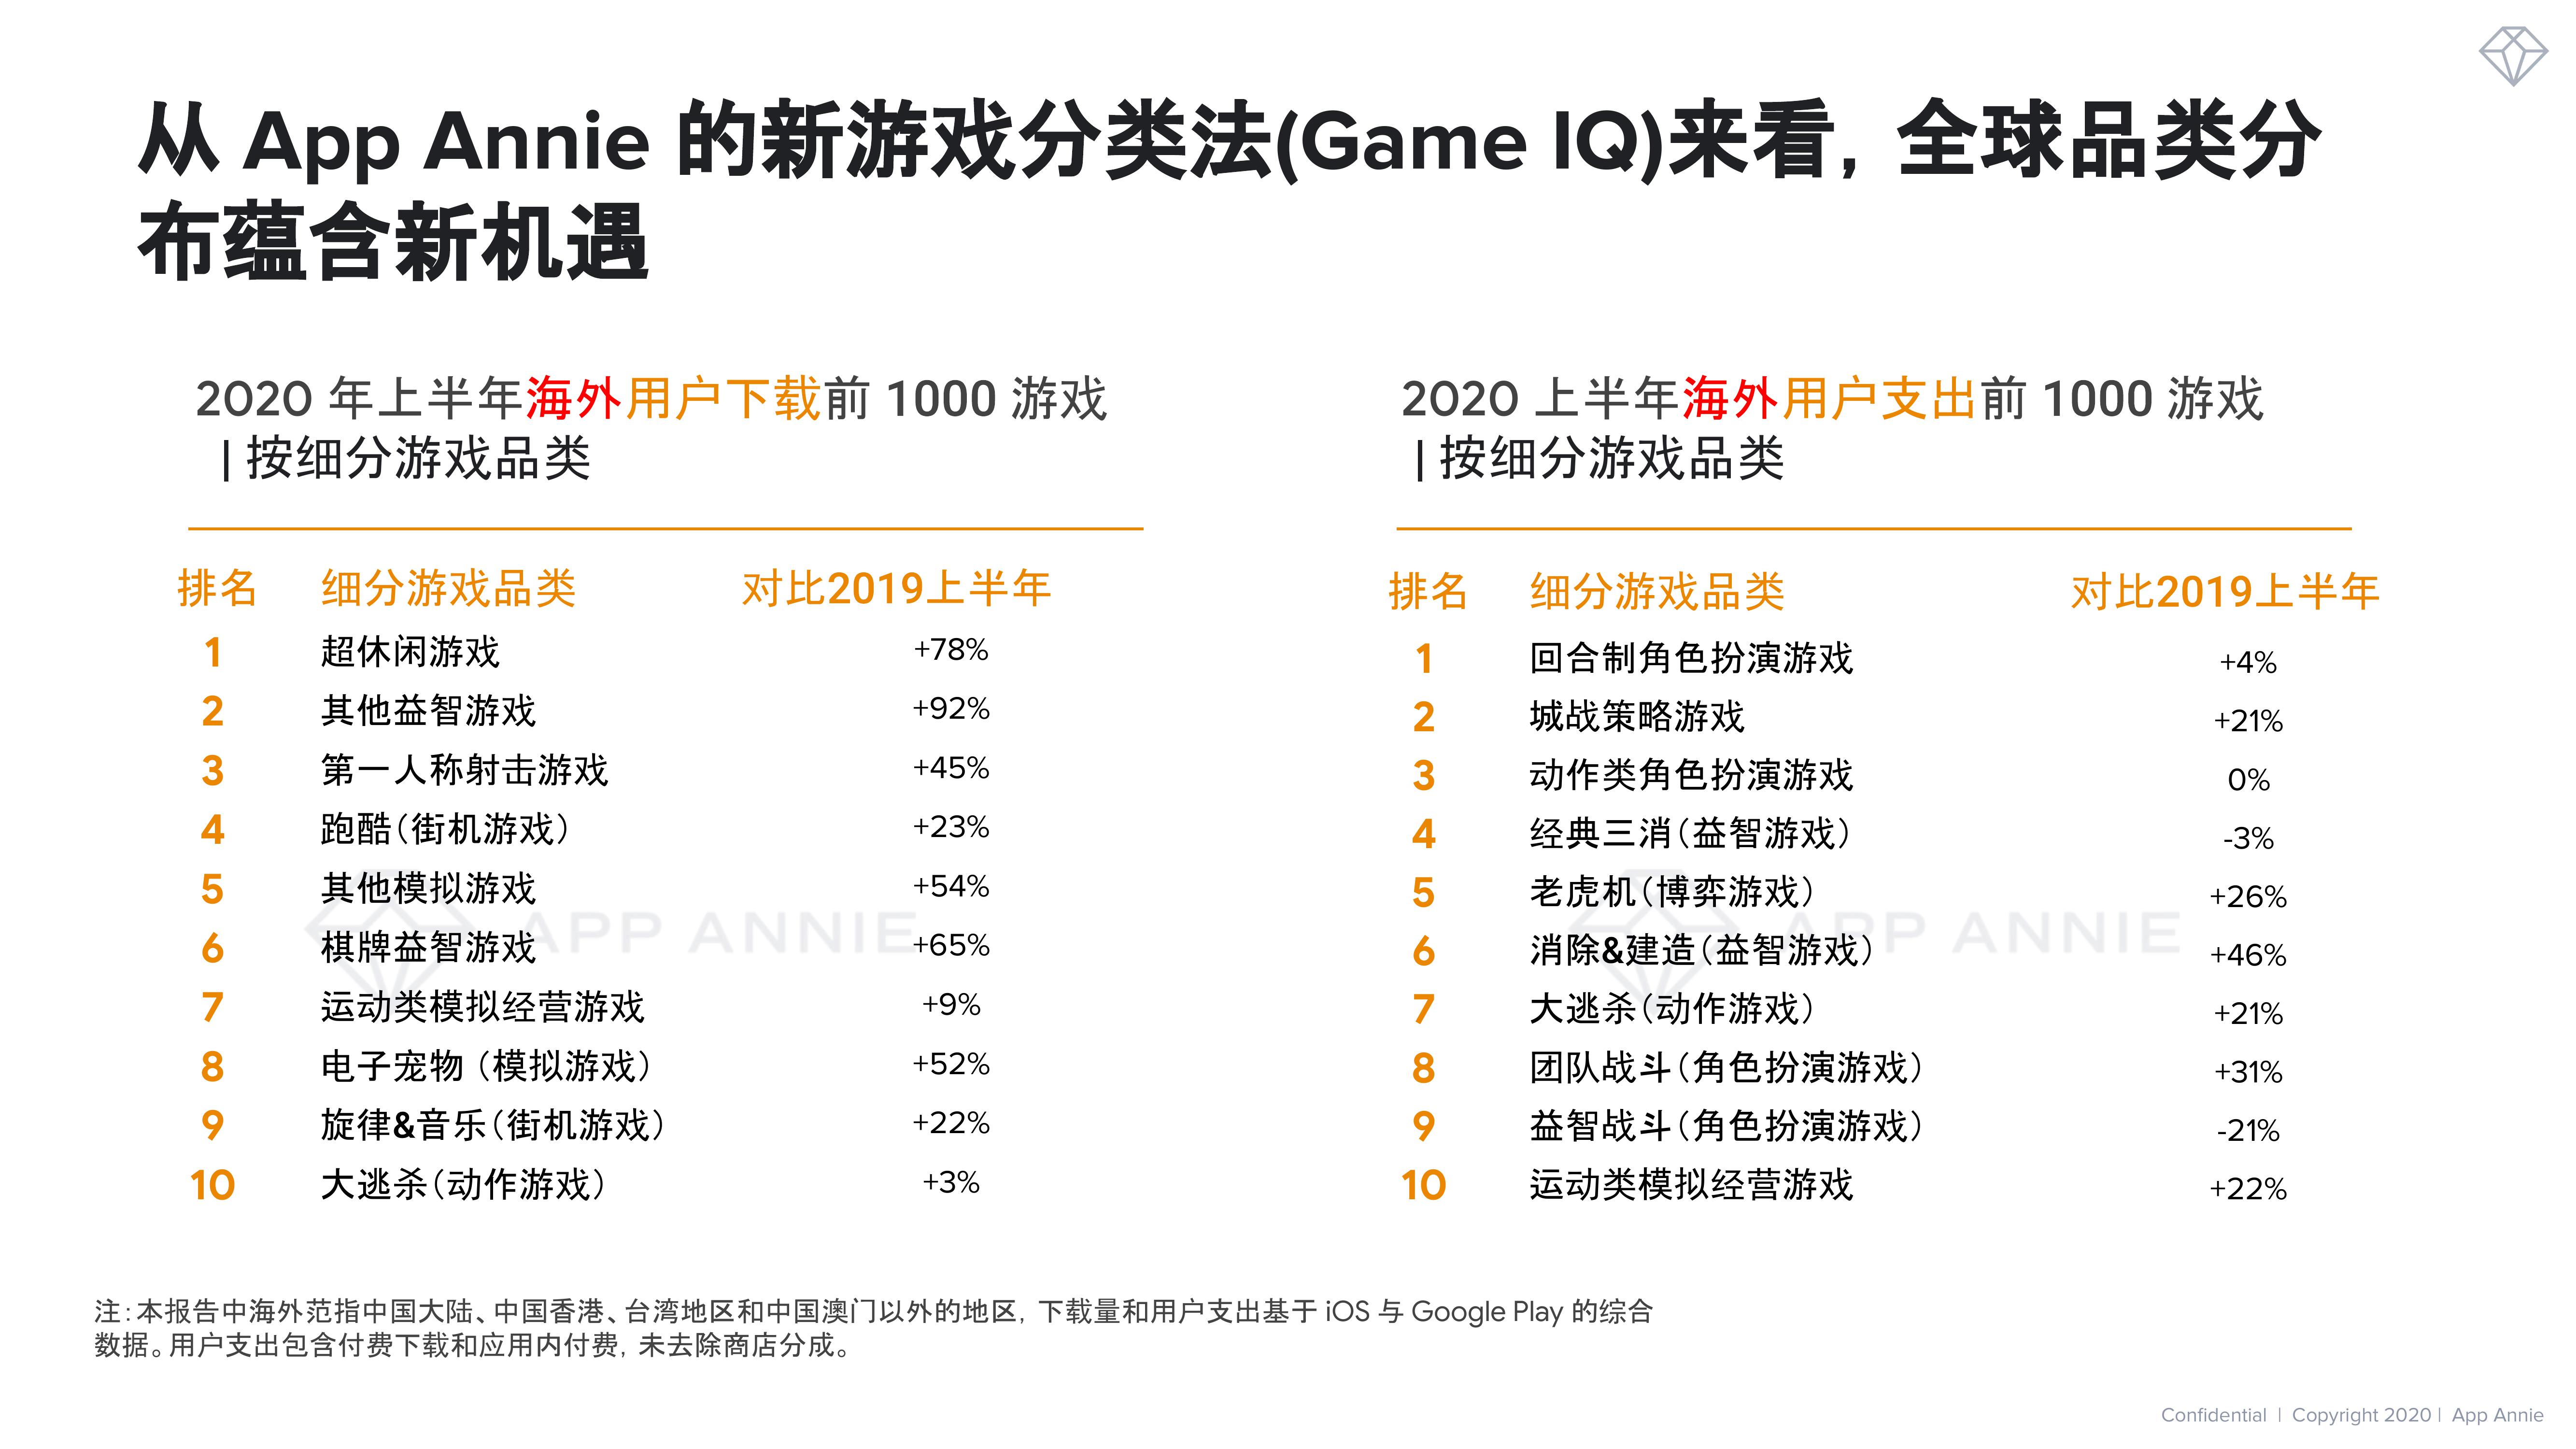 从 App Annie 的新游戏分类法(Game IQ)来看，全球品类分
布蕴含新机遇
2020 年上半年海外用户下载前 1000 游戏
| 按细分游戏品类
排名 细分游戏品类 对比2019上半年
1 超休闲游戏 +78%
2 其他益智游戏 +92%
3 第一人称射击游戏 +45%
4 跑酷（街机游戏） +23%
5 其他模拟游戏 +54%
6 棋牌益智游戏 +65%
7 运动类模拟经营游戏 +9%
8 电子宠物（模拟游戏） +52%
9 旋律&音乐（街机游戏） +22%
10 大逃杀（动作游戏） +3%
2020 上半年海外用户支出前 1000 游戏
| 按细分游戏品类
排名 细分游戏品类 对比2019上半年
1 回合制角色扮演游戏 +4%
2 城战策略游戏 +21%
3 动作类角色扮演游戏 0%
4 经典三消（益智游戏） -3%
5 老虎机（博弈游戏） +26%
6 消除&建造（益智游戏） +46%
7 大逃杀（动作游戏） +21%
8 团队战斗（角色扮演游戏） +31%
9 益智战斗（角色扮演游戏） -21%
10 运动类模拟经营游戏 +22%
APP ANNIE
APP ANNIE
注：本报告中海外范指中国大陆、中国香港、台湾地区和中国澳门以外的地区，下载量和用户支出基于 iOS 与 Google Play 的综合
数据。用户支出包含付费下载和应用内付费，未去除商店分成。
Confidential | Copyright 2020 | App Annie